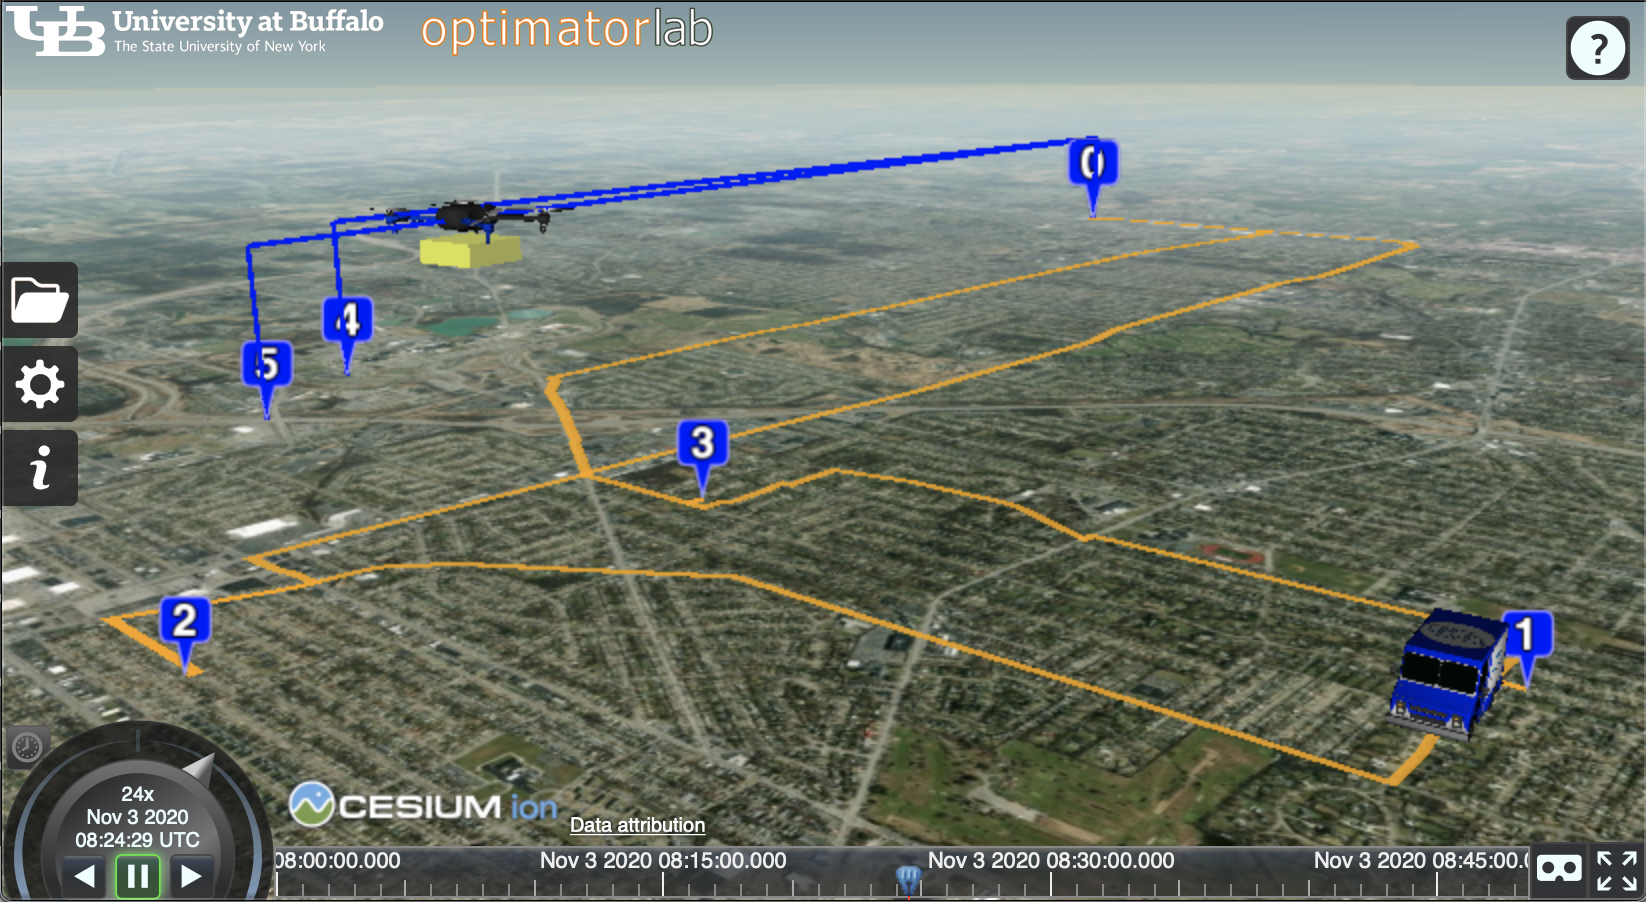 University at Buffalo
The State University of New York
optimatorlab
?
0
4
5
3
2
1
i
24x
Nov 3 2020
08:24:29 UTC
CESIUM ion
Data attribution
08:00:00.000
Nov 3 2020 08:15:00.000
Nov 3 2020 08:30:00.000
Nov 3 2020 08:45:00.0